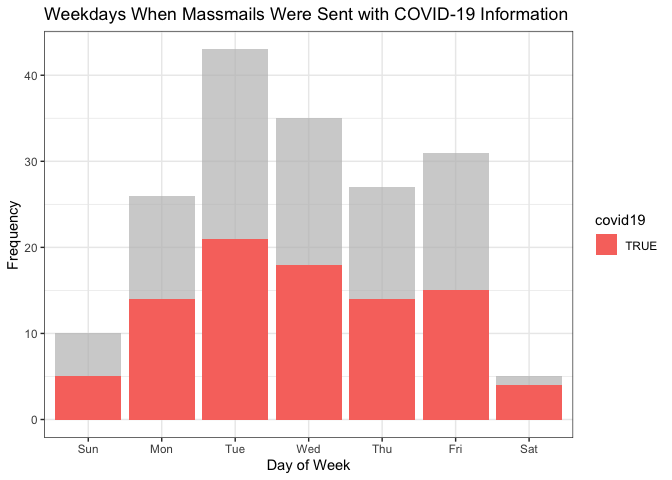 Weekdays When Massmails Were Sent with COVID-19 Information
40
30
20
10
0
Frequency
Sun Mon Tue Wed Thu Fri Sat
Day of Week
covid19
TRUE